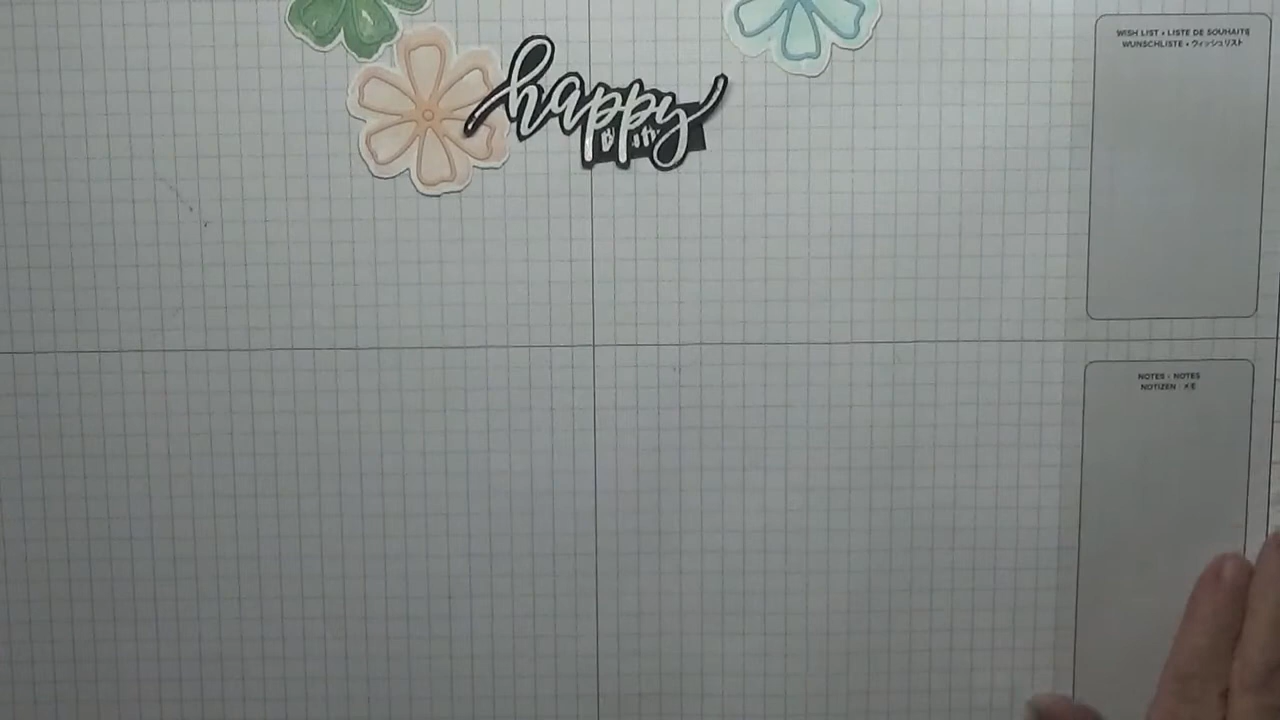 WISH LIST • LISTE DE SOUHAITS
WUNSCHLISTE • ウィッシュリスト
happy
NOTES • NOTES
NOTIZEN • メモ